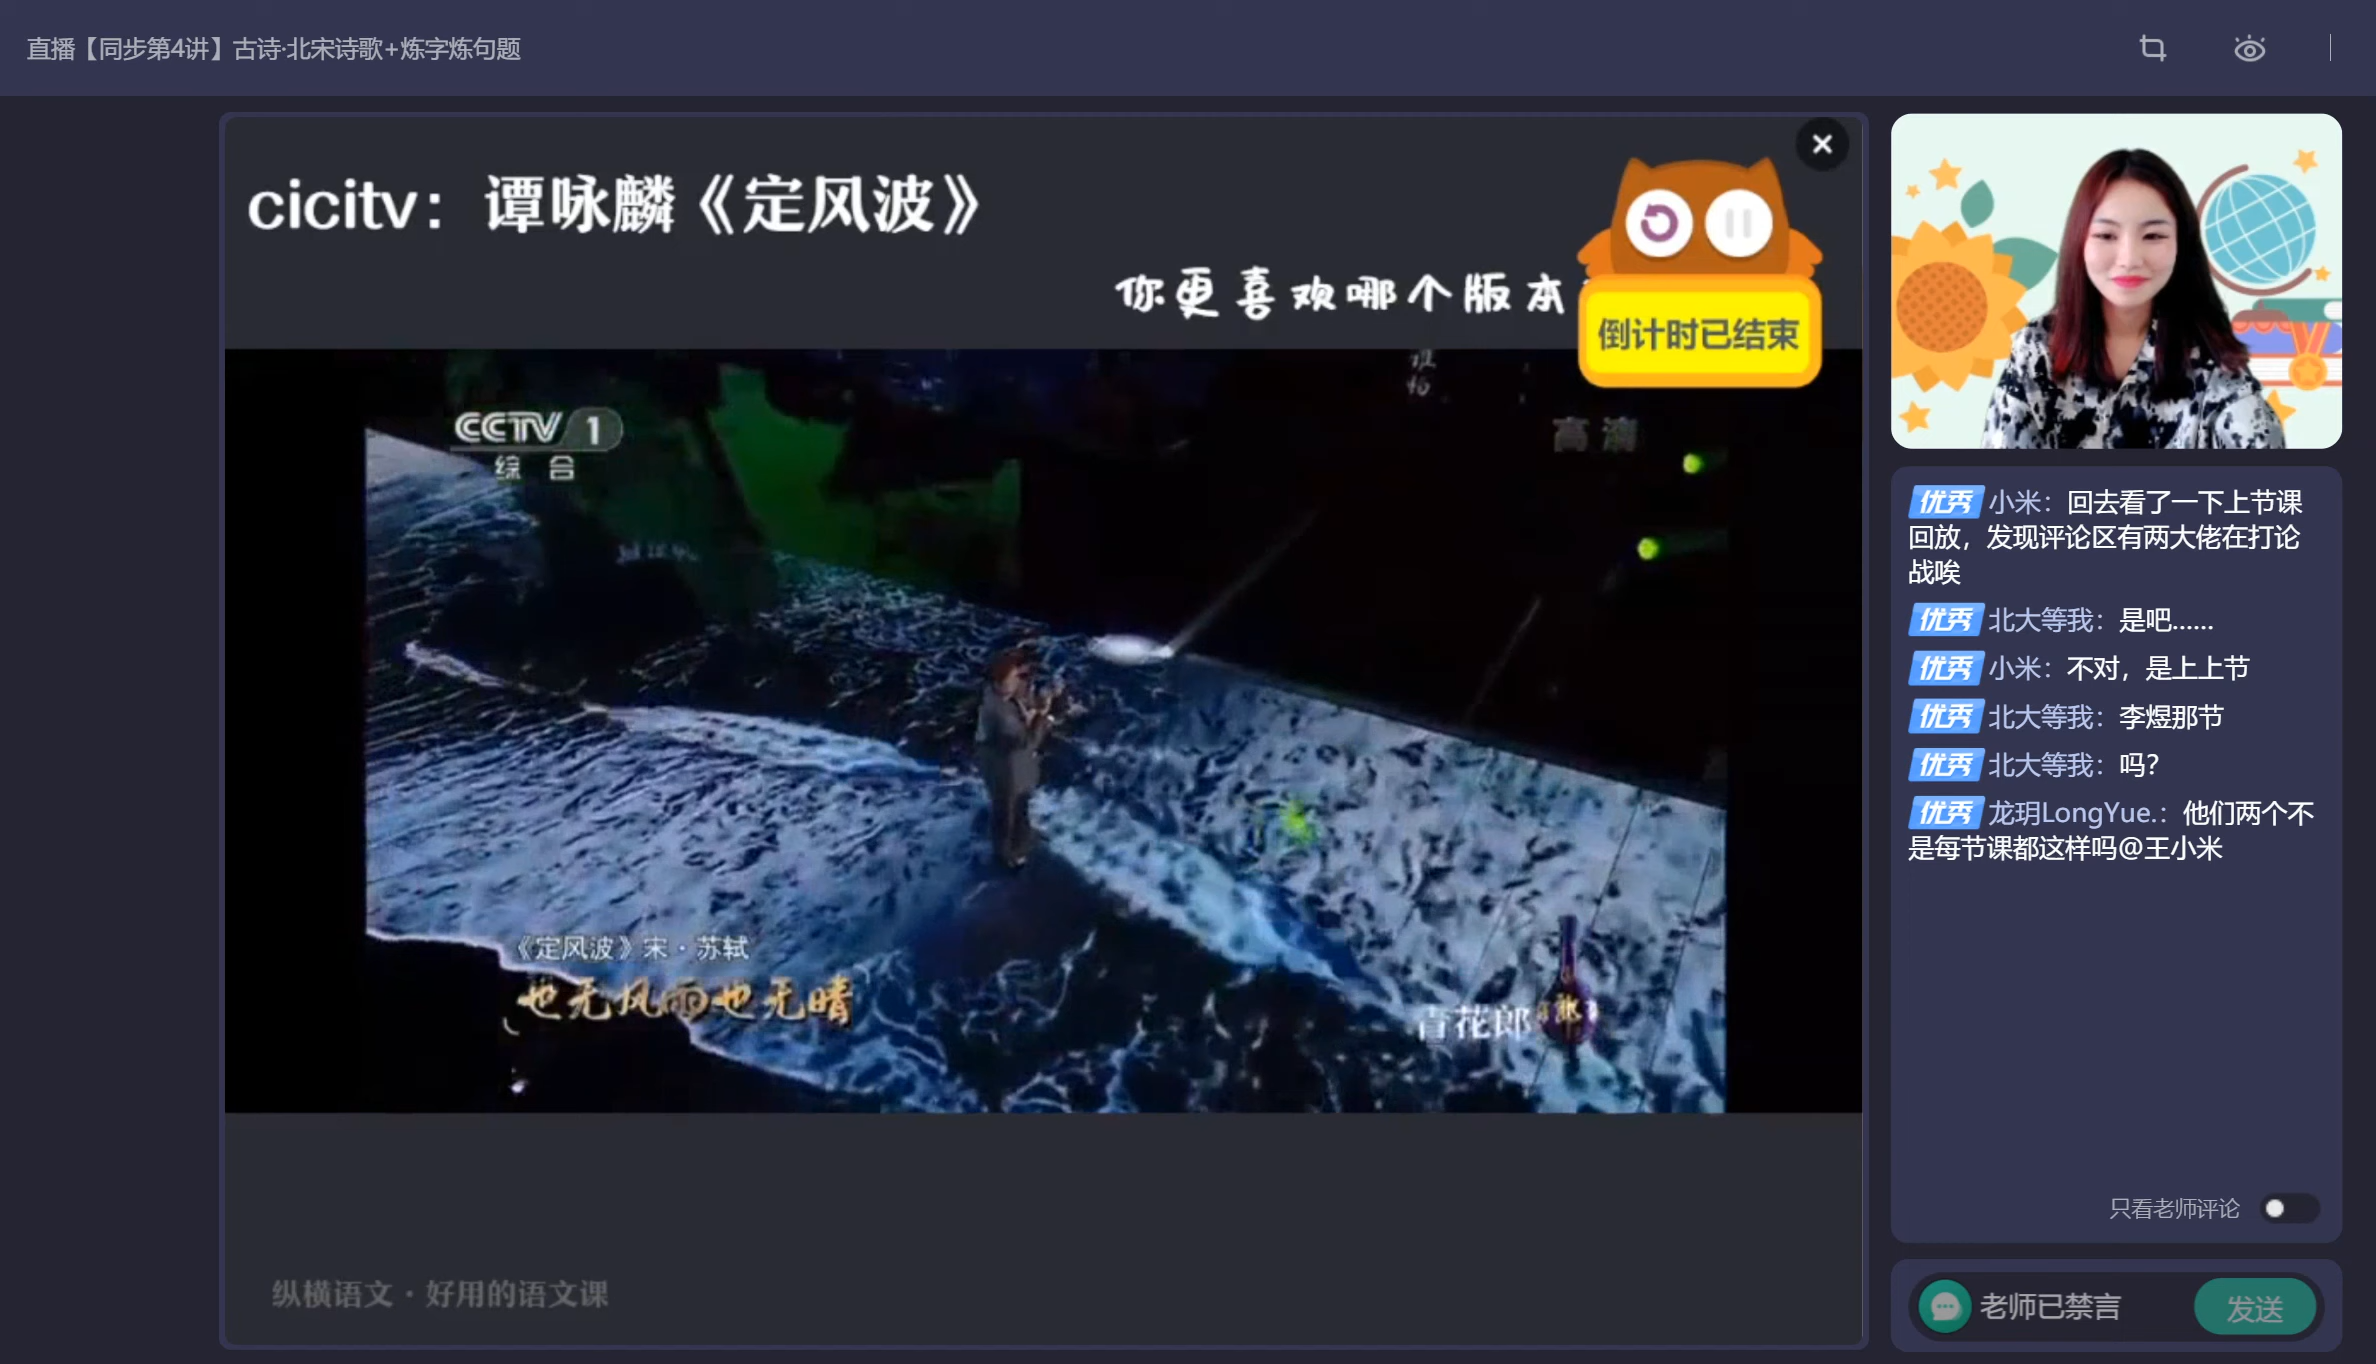 直播【同步第4讲】古诗·北宋诗歌+炼字炼句题
cicitv：谭咏麟《定风波》
你更喜欢哪个版本
倒计时已结束
CCTV 1
综合
高清
《定风波》宋·苏轼
也无风雨也无晴
青花郎
纵横语文·好用的语文课
优秀 小米：回去看了一下上节课
回放，发现评论区有两大佬在打论
战唉
优秀 北大等我：是吧......
优秀 小米：不对，是上上节
优秀 北大等我：李煜那节
优秀 北大等我：吗？
优秀 龙玥LongYue.：他们两个不
是每节课都这样吗@王小米
只看老师评论
老师已禁言
发送